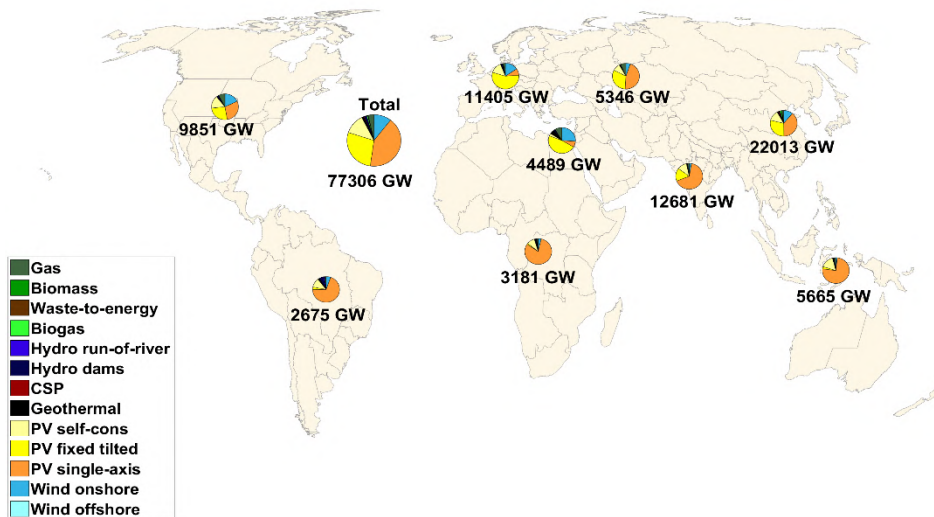 Total
77306 GW
9851 GW
11405 GW
5346 GW
4489 GW
22013 GW
12681 GW
3181 GW
2675 GW
5665 GW
Gas
Biomass
Waste-to-energy
Biogas
Hydro run-of-river
Hydro dams
CSP
Geothermal
PV self-cons
PV fixed tilted
PV single-axis
Wind onshore
Wind offshore